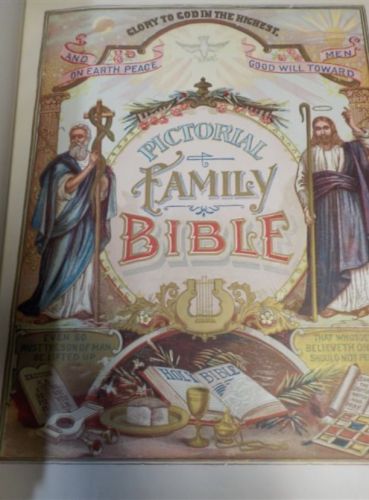 GLORY TO GOD IN THE HIGHEST.
AND
ON EARTH PEACE
MEN
GOOD WILL TOWARD
PICTORIAL
FAMILY
BIBLE
EVEN SO
MUST THE SON OF MAN
BE LIFTED UP
THAT WHOSO
BELIEVETH ON
SHOULD NOT PE
HOLY BIBLE